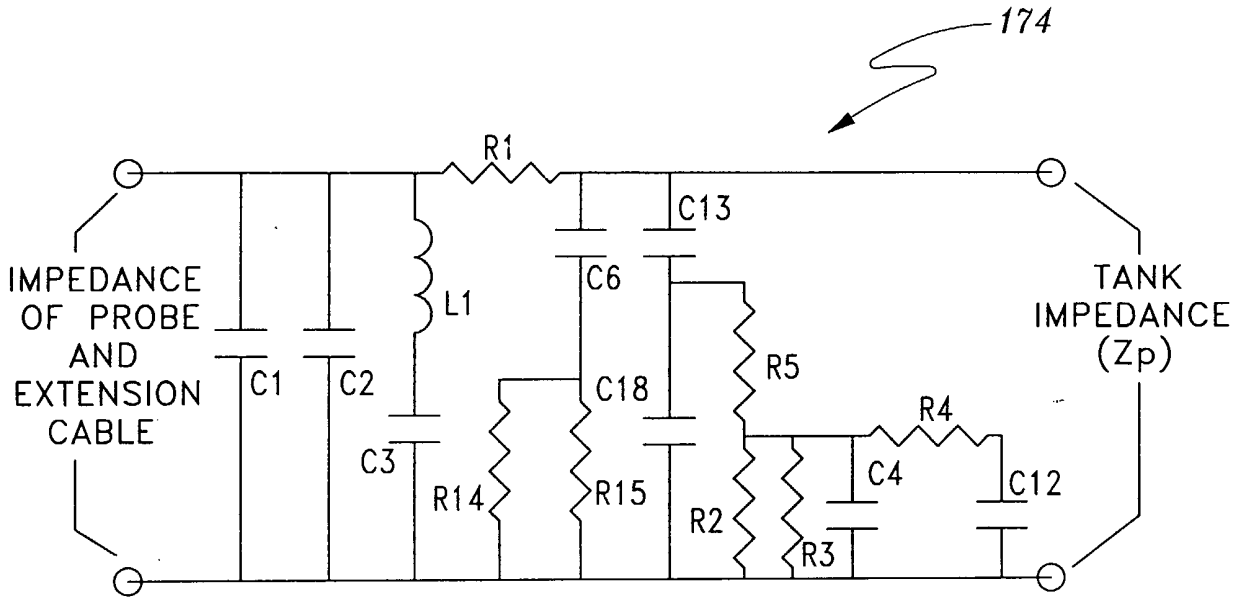 174
R1
C13
C6
L1
IMPEDANCE
OF PROBE
AND
EXTENSION
CABLE
TANK
IMPEDANCE
(Zp)
C1
C2
R5
C18
R4
C3
R14
R15
C4
C12
R2
R3